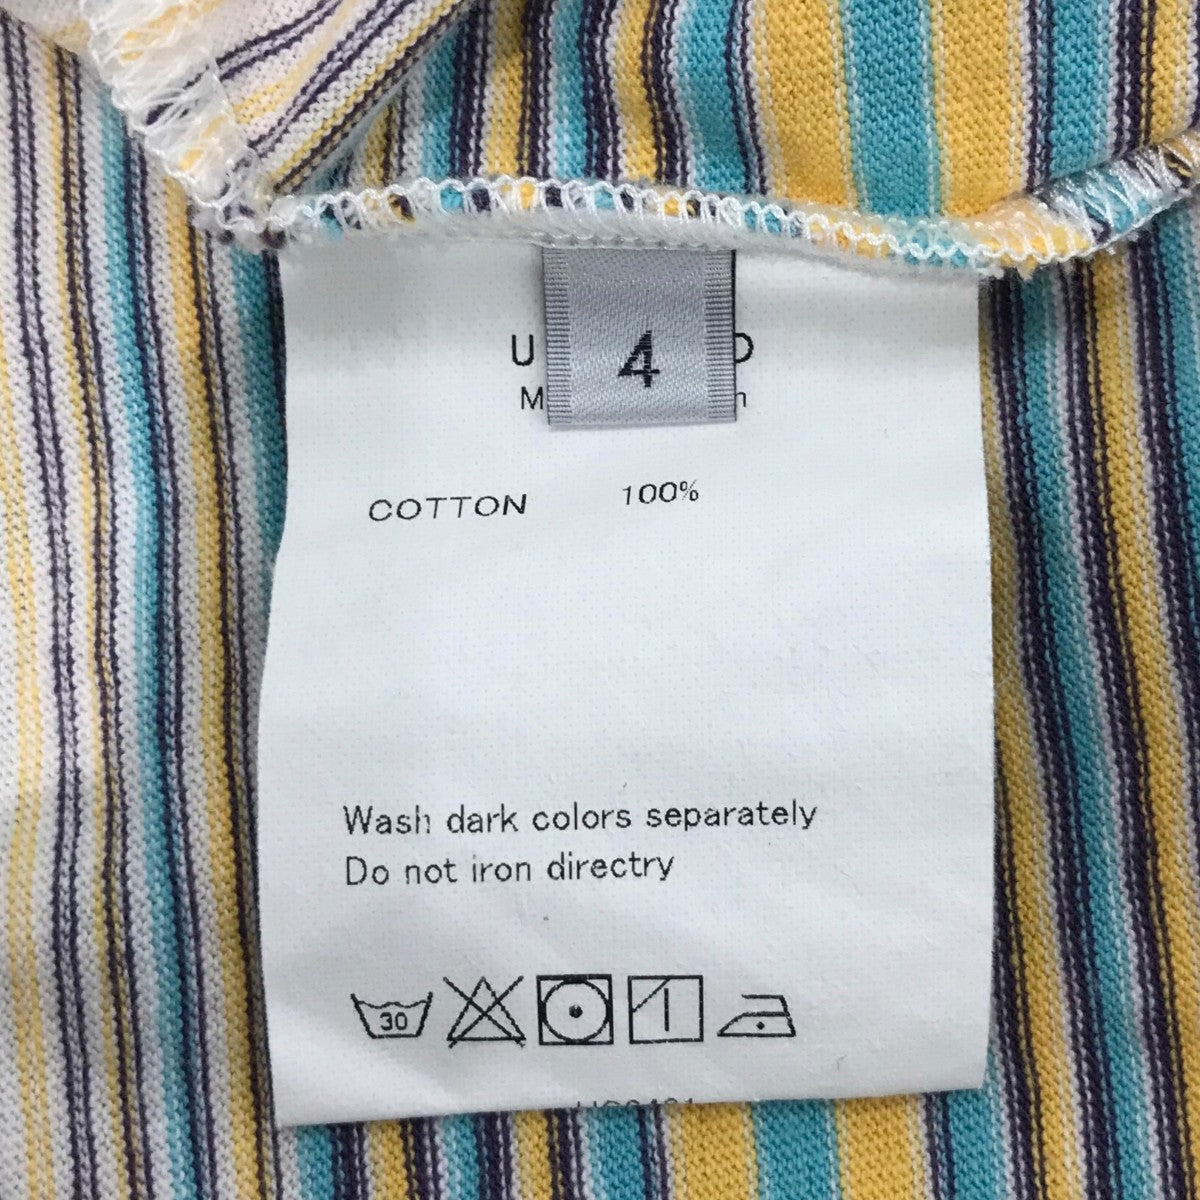 4
COTTON 100%
Wash dark colors separately
Do not iron directry
30